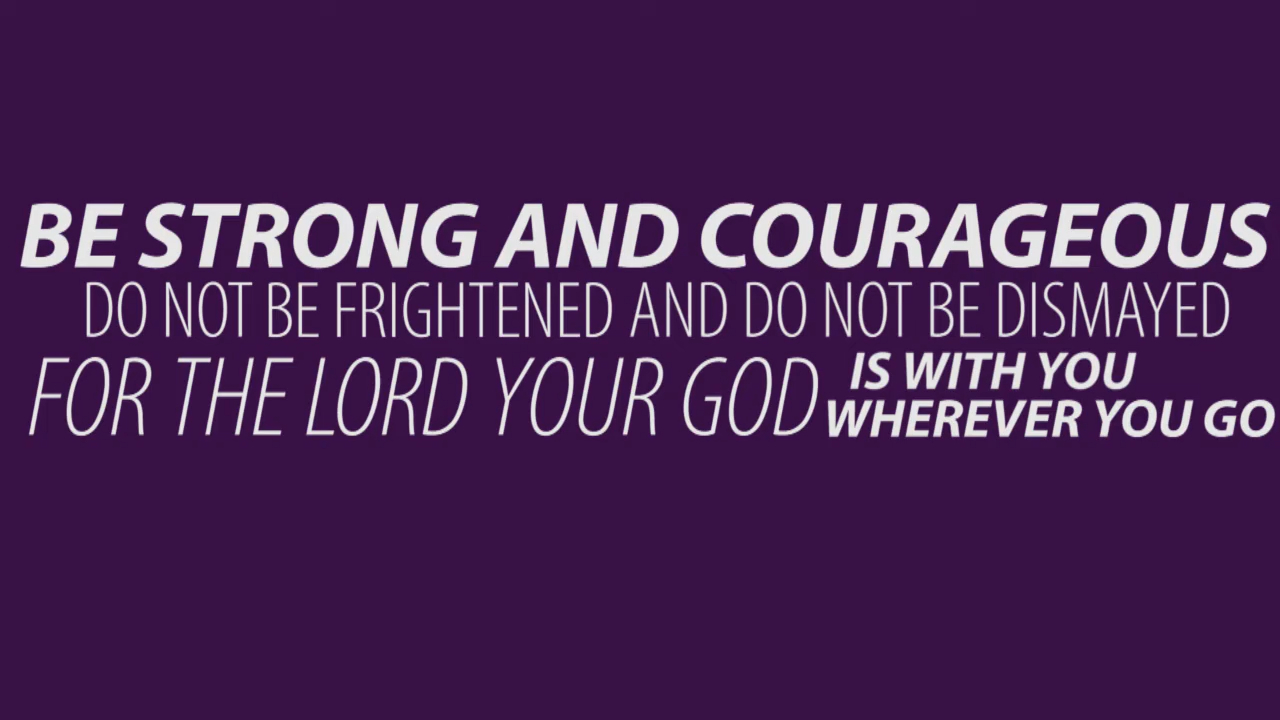 BE STRONG AND COURAGEOUS
DO NOT BE FRIGHTENED AND DO NOT BE DISMAYED
FOR THE LORD YOUR GOD
IS WITH YOU
WHEREVER YOU GO